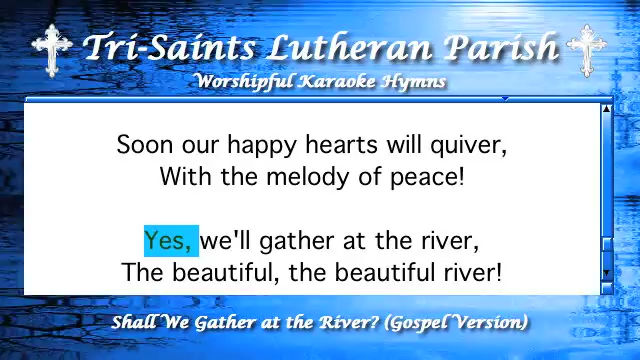 Tri-Saints Lutheran Parish
Worshipful Karaoke Hymns
Soon our happy hearts will quiver,
With the melody of peace!
Yes, we'll gather at the river,
The beautiful, the beautiful river!
Shall We Gather at the River? (Gospel Version)